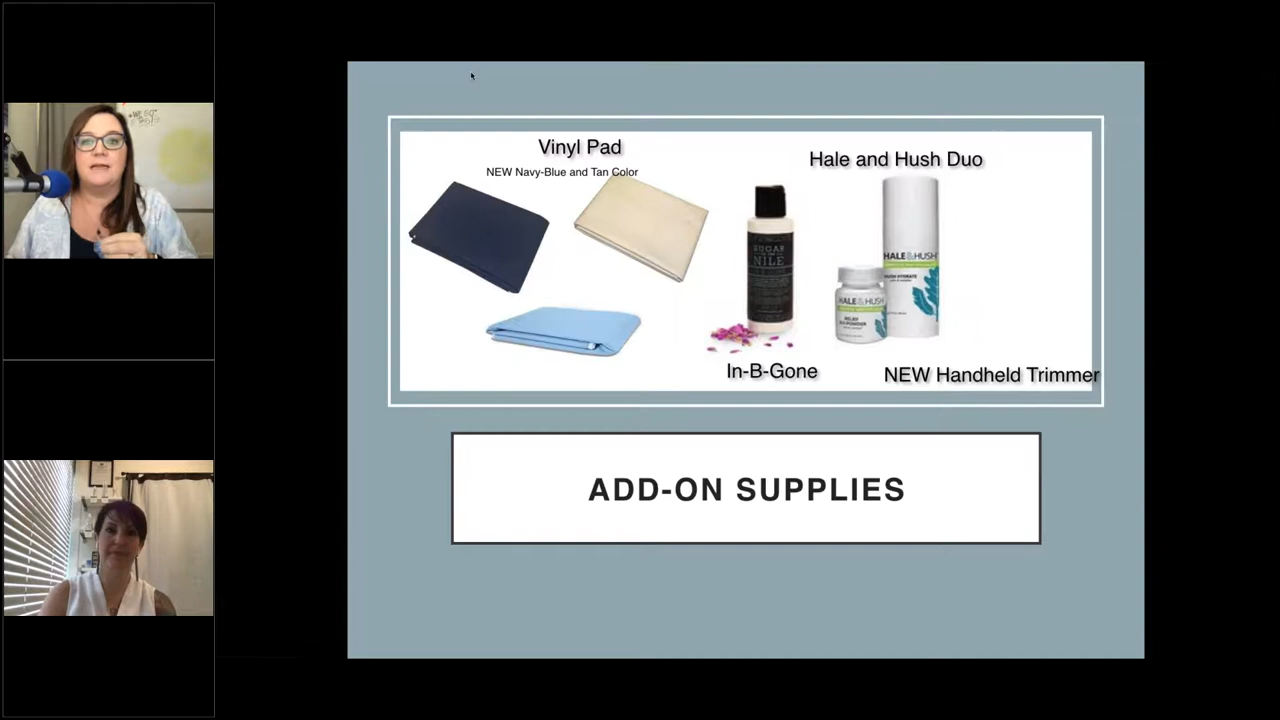 Vinyl Pad
NEW Navy-Blue and Tan Color
Hale and Hush Duo
SUGAR
NILE
HALE&HUSH
HALE&HUSH
RELIEF
In-B-Gone
NEW Handheld Trimmer
ADD-ON SUPPLIES